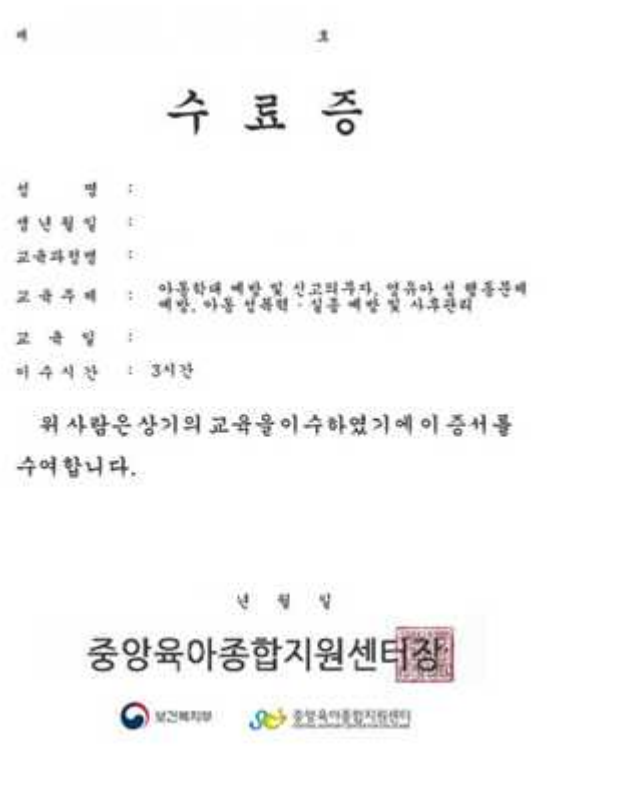 제 호
수 료 증
성 명 :
생 년 월 일 :
교육과정명 :
교 육 주 제 : 아동학대 예방 및 신고의무자, 영유아 성 행동문제
예방, 아동 성폭력·실종 예방 및 사후관리
교 육 일 :
이 수 시 간 : 3시간
위 사람은 상기의 교육을 이수하였기에 이 증서를
수여합니다.
년 월 일
중앙육아종합지원센터장
보건복지부 중앙육아종합지원센터